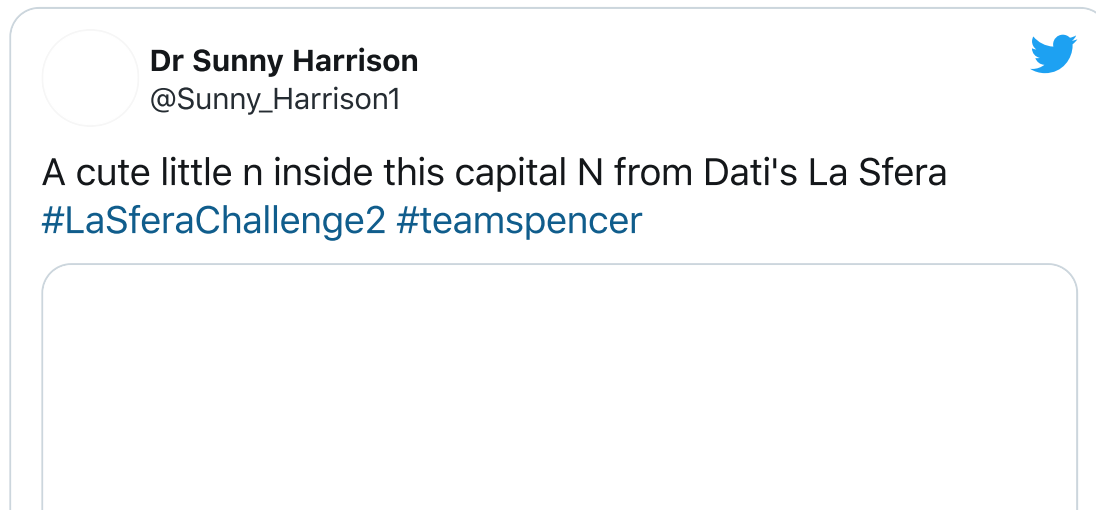 Dr Sunny Harrison
@Sunny_Harrison1
A cute little n inside this capital N from Dati's La Sfera
#LaSferaChallenge2 #teamspencer